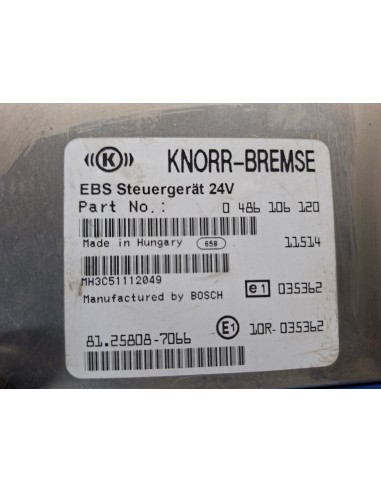 K KNORR-BREMSE
EBS Steuergerät 24V
Part No.: 0 486 106 120
Made in Hungary 658 11514
MH3C51112049
Manufactured by BOSCH e1 035362
81.25808-7066 E1 10R-035362